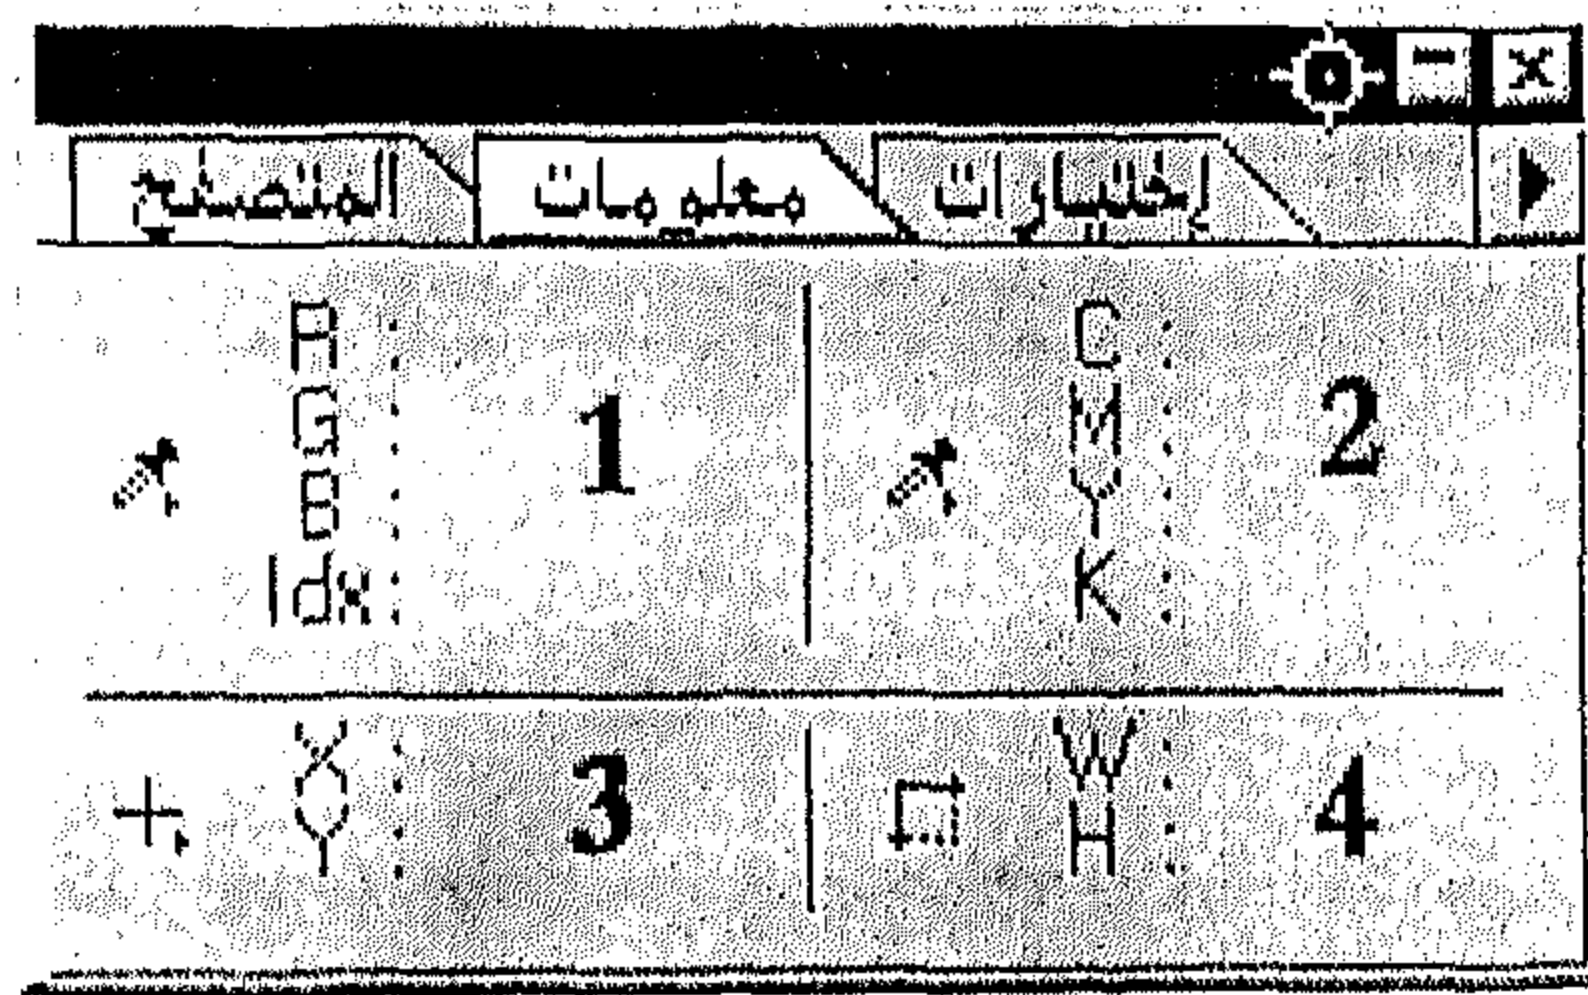 المتصفح معلومات إختيارات
R : C :
G : 1 M : 2
B : Y :
Idx : K :
X : 3 W : 4
Y : H :